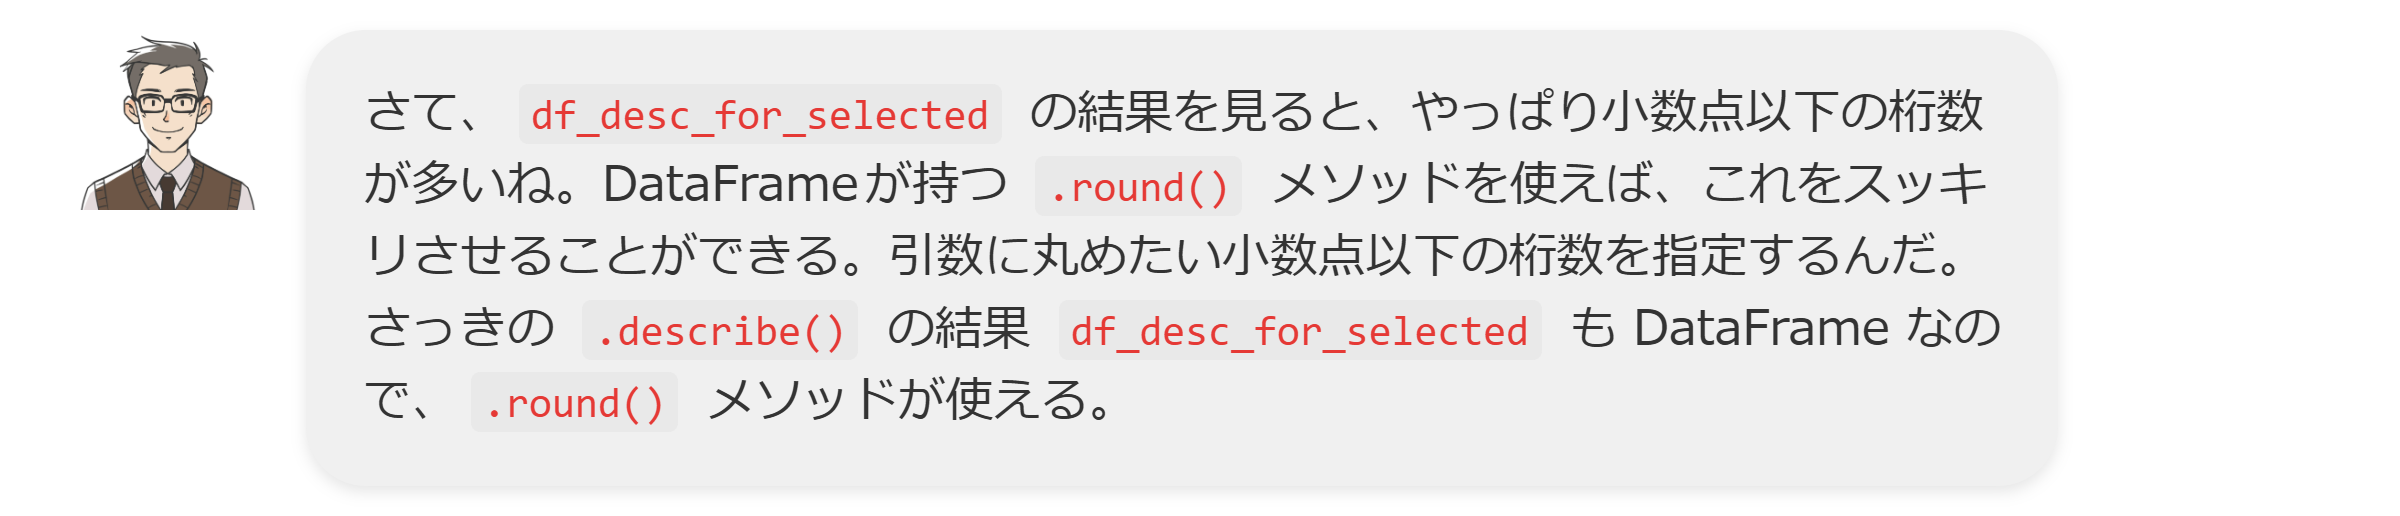 さて、 df_desc_for_selected の結果を見ると、やっぱり小数点以下の桁数
が多いね。DataFrameが持つ .round() メソッドを使えば、これをスッキ
リさせることができる。引数に丸めたい小数点以下の桁数を指定するんだ。
さっきの .describe() の結果 df_desc_for_selected も DataFrame なの
で、 .round() メソッドが使える。